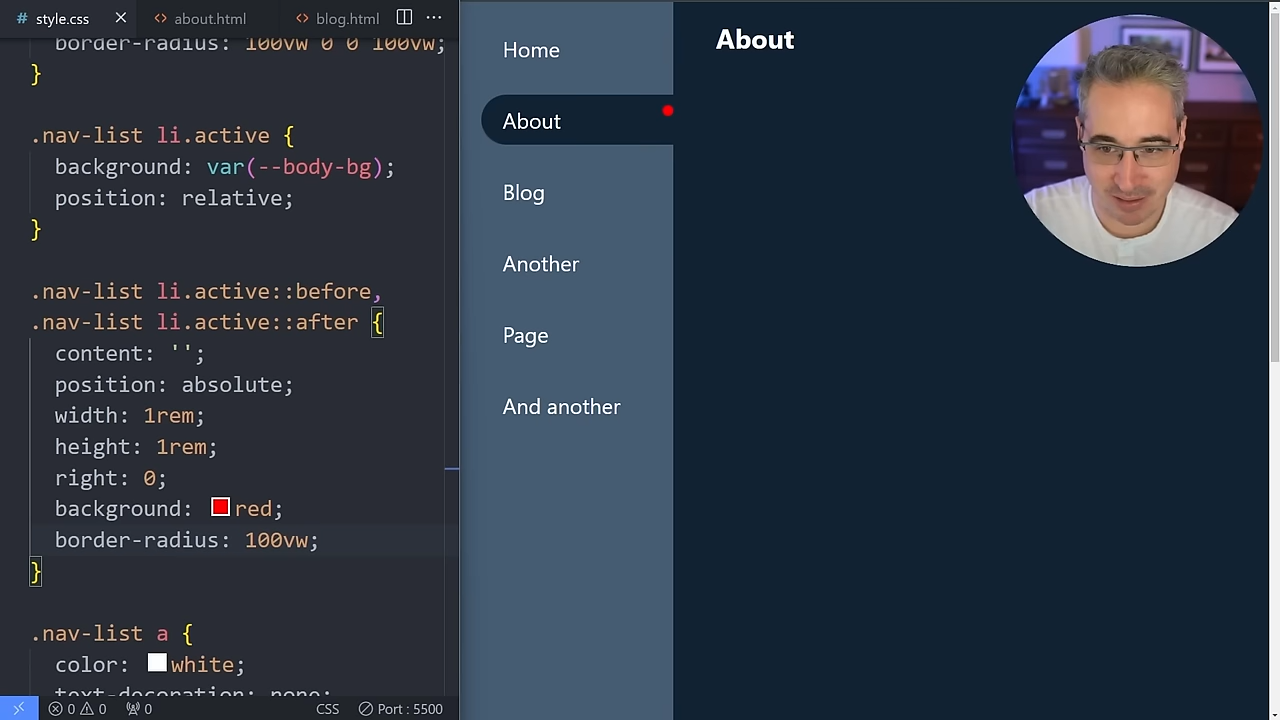 style.css
about.html
blog.html
border-radius: 100vw 0 0 100vw;
}
.nav-list li.active {
background: var(--body-bg);
position: relative;
}
.nav-list li.active::before,
.nav-list li.active::after {
content: '';
position: absolute;
width: 1rem;
height: 1rem;
right: 0;
background: red;
border-radius: 100vw;
}
.nav-list a {
color: white;
text-decoration: none;
0 0 0 CSS Port : 5500
Home
About
Blog
Another
Page
And another
About